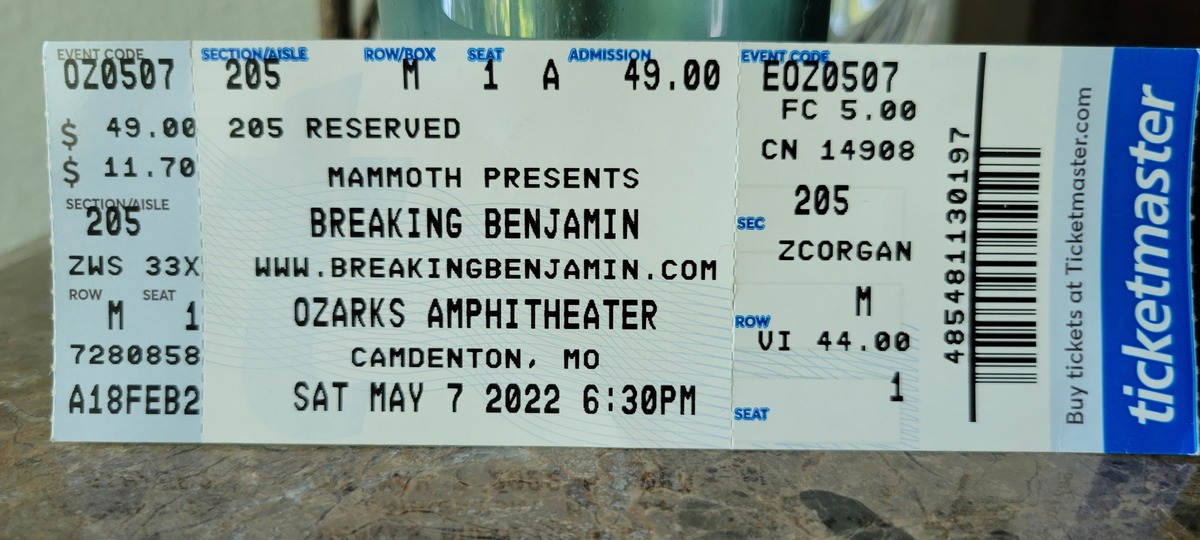 EVENT CODE
OZ0507
$ 49.00
$ 11.70
SECTION/AISLE
205
ZWS 33X
ROW SEAT
M 1
7280858
A18FEB2
SECTION/AISLE ROW/BOX SEAT ADMISSION
205 M 1 A 49.00
205 RESERVED
MAMMOTH PRESENTS
BREAKING BENJAMIN
WWW.BREAKINGBENJAMIN.COM
OZARKS AMPHITHEATER
CAMDENTON, MO
SAT MAY 7 2022 6:30PM
EVENT CODE
EOZ0507
FC 5.00
CN 14908
205
SEC
ZCORGAN
M
ROW
VI 44.00
1
SEAT
485481130197
Buy tickets at Ticketmaster.com
ticketmaster